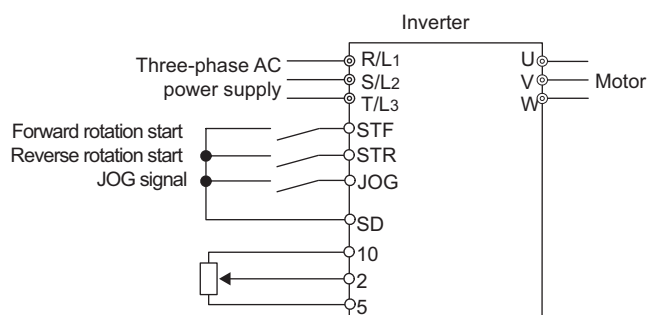 Inverter
Three-phase AC
power supply
R/L1
S/L2
T/L3
U
V
W
Motor
Forward rotation start
STF
Reverse rotation start
STR
JOG signal
JOG
SD
10
2
5